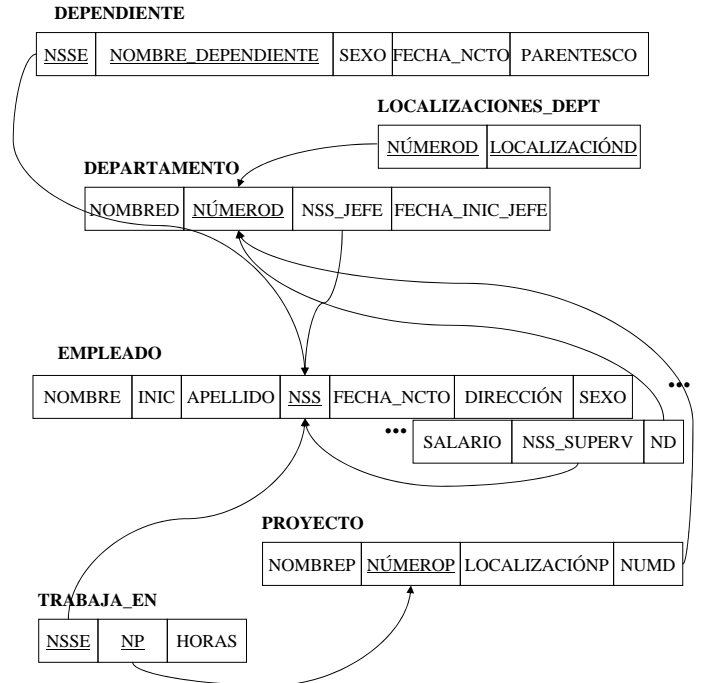 DEPENDIENTE
NSSE NOMBRE_DEPENDIENTE SEXO FECHA_NCTO PARENTESCO
LOCALIZACIONES_DEPT
NÚMEROD LOCALIZACIÓND
DEPARTAMENTO
NOMBRED NÚMEROD NSS_JEFE FECHA_INIC_JEFE
EMPLEADO
NOMBRE INIC APELLIDO NSS FECHA_NCTO DIRECCIÓN SEXO •••
••• SALARIO NSS_SUPERV ND
PROYECTO
NOMBREP NÚMEROP LOCALIZACIÓNP NUMD
TRABAJA_EN
NSSE NP HORAS